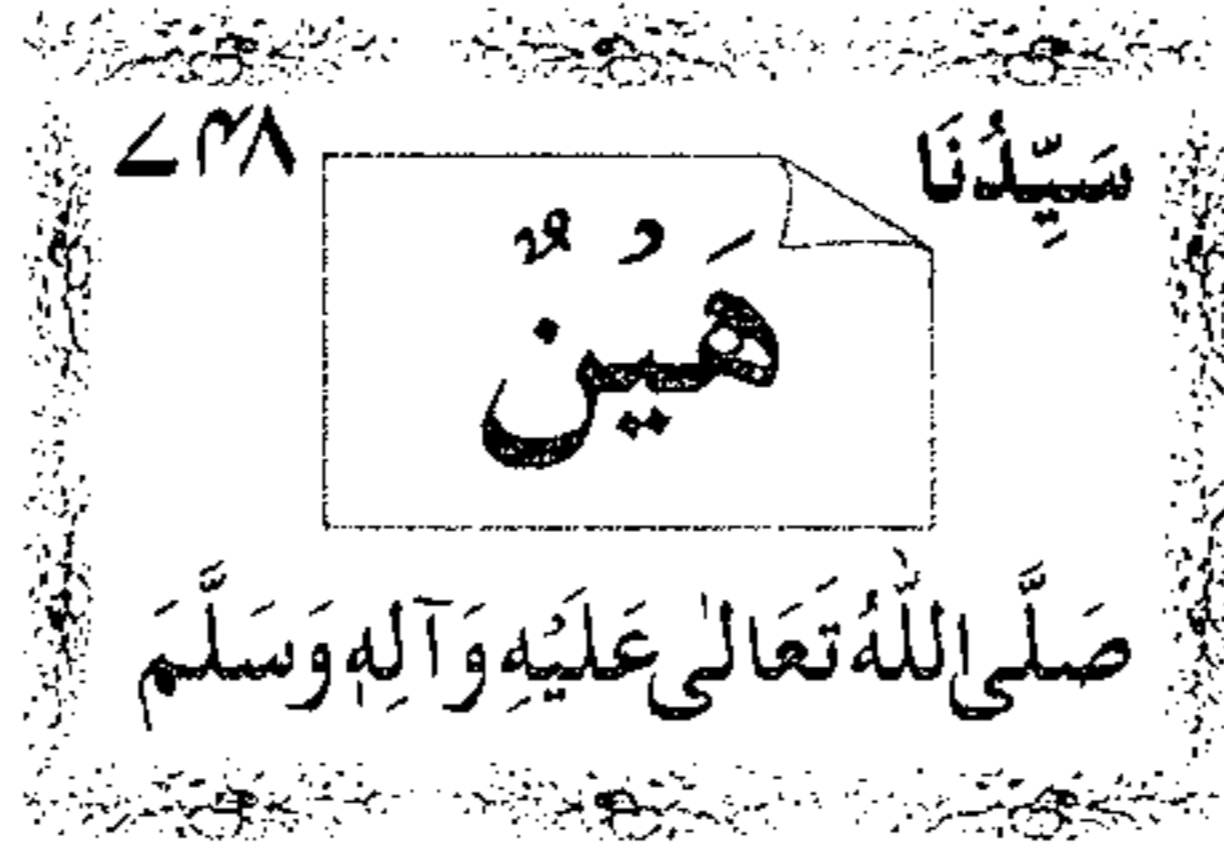 سَيِّدُنَا ۷۴۸
هَيْنٌ
صَلَّى اللّٰهُ تَعَالٰى عَلَيْهِ وَآلِهٖ وَسَلَّمَ